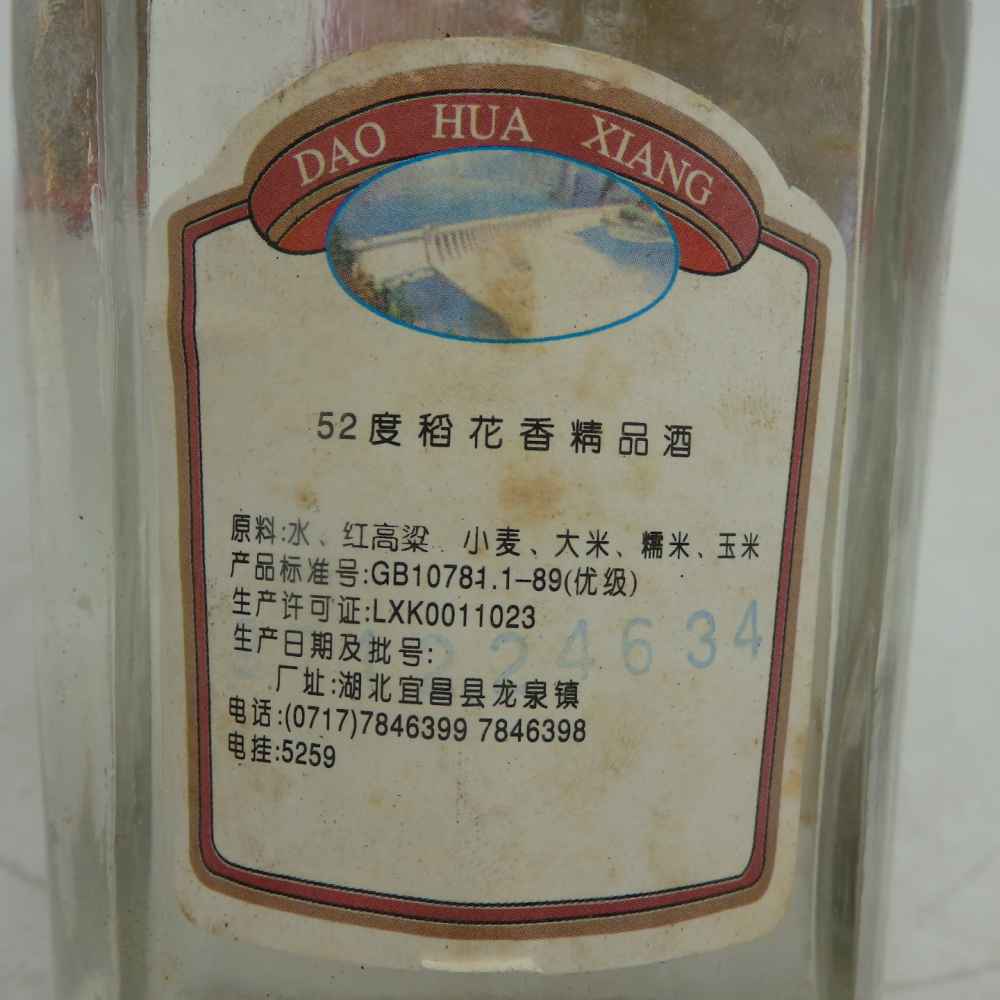 DAO HUA XIANG
52度稻花香精品酒
原料:水、红高粱、小麦、大米、糯米、玉米
产品标准号:GB10781.1-89(优级)
生产许可证:LXK0011023
生产日期及批号:
24634
厂址:湖北宜昌县龙泉镇
电话:(0717)7846399 7846398
电挂:5259